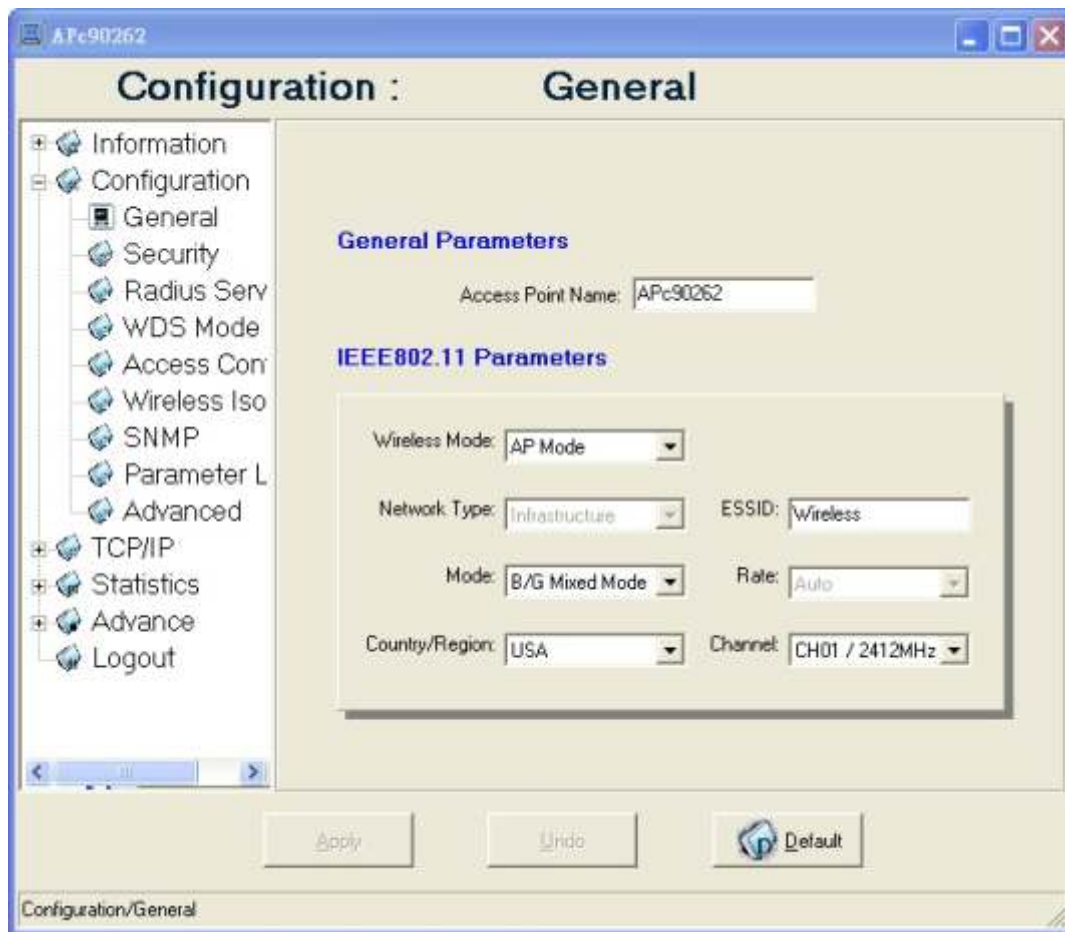 APc90262
Configuration : General
Information
Configuration
General
Security
Radius Serv
WDS Mode
Access Con
Wireless Iso
SNMP
Parameter L
Advanced
TCP/IP
Statistics
Advance
Logout
General Parameters
Access Point Name: APc90262
IEEE802.11 Parameters
Wireless Mode: AP Mode
Network Type: Infrastructure ESSID: Wireless
Mode: B/G Mixed Mode Rate: Auto
Country/Region: USA Channel: CH01 / 2412MHz
Apply Undo Default
Configuration/General